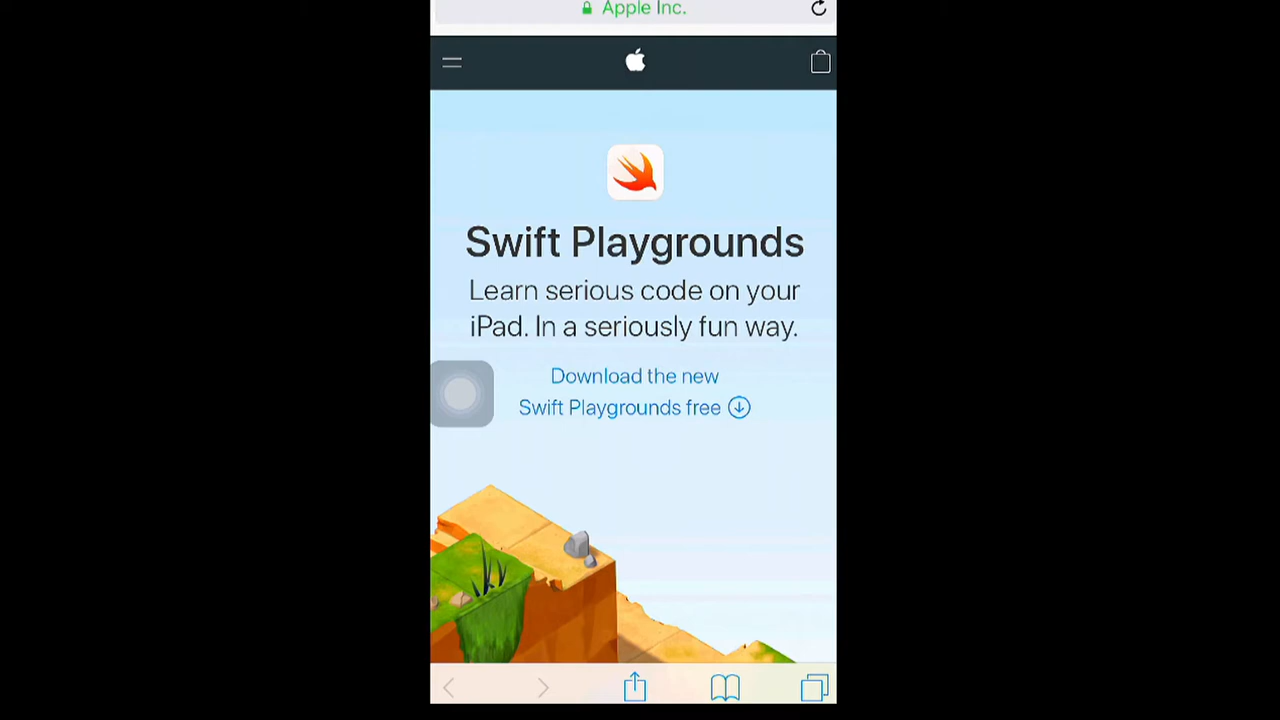 Apple Inc.
Swift Playgrounds
Learn serious code on your
iPad. In a seriously fun way.
Download the new
Swift Playgrounds free